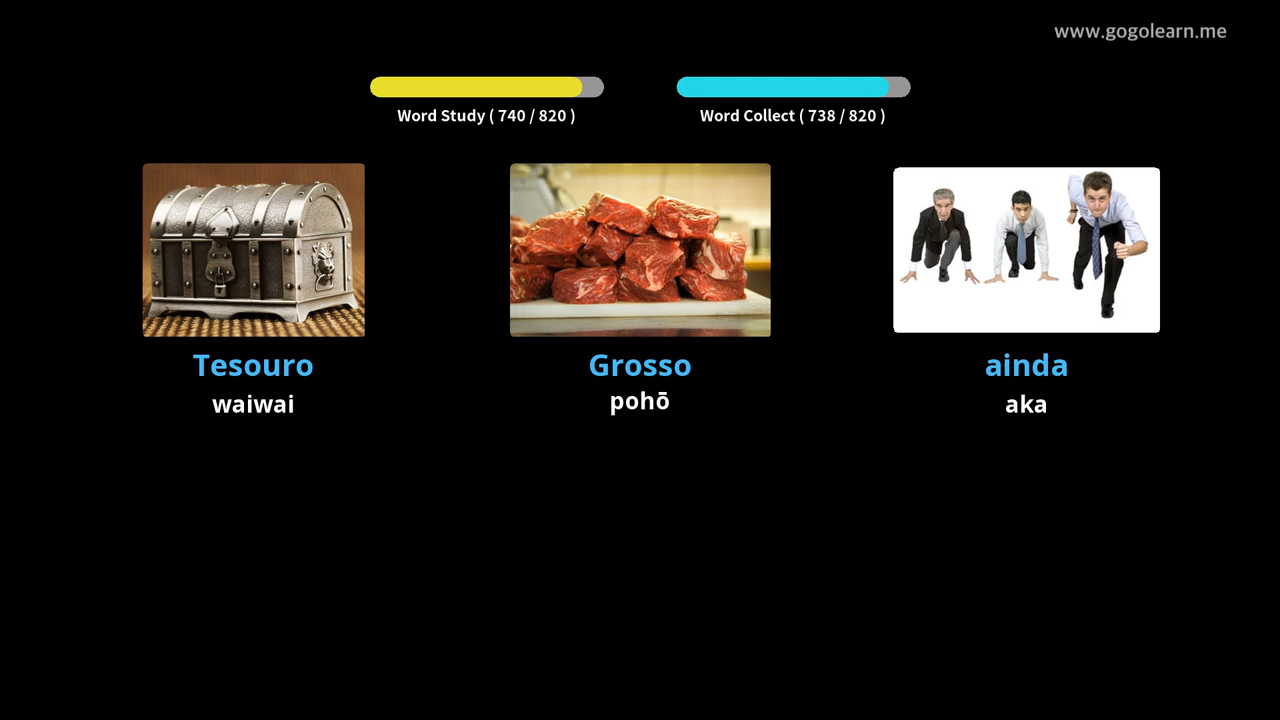 www.gogolearn.me
Word Study ( 740 / 820 )
Word Collect ( 738 / 820 )
Tesouro
waiwai
Grosso
pohō
ainda
aka